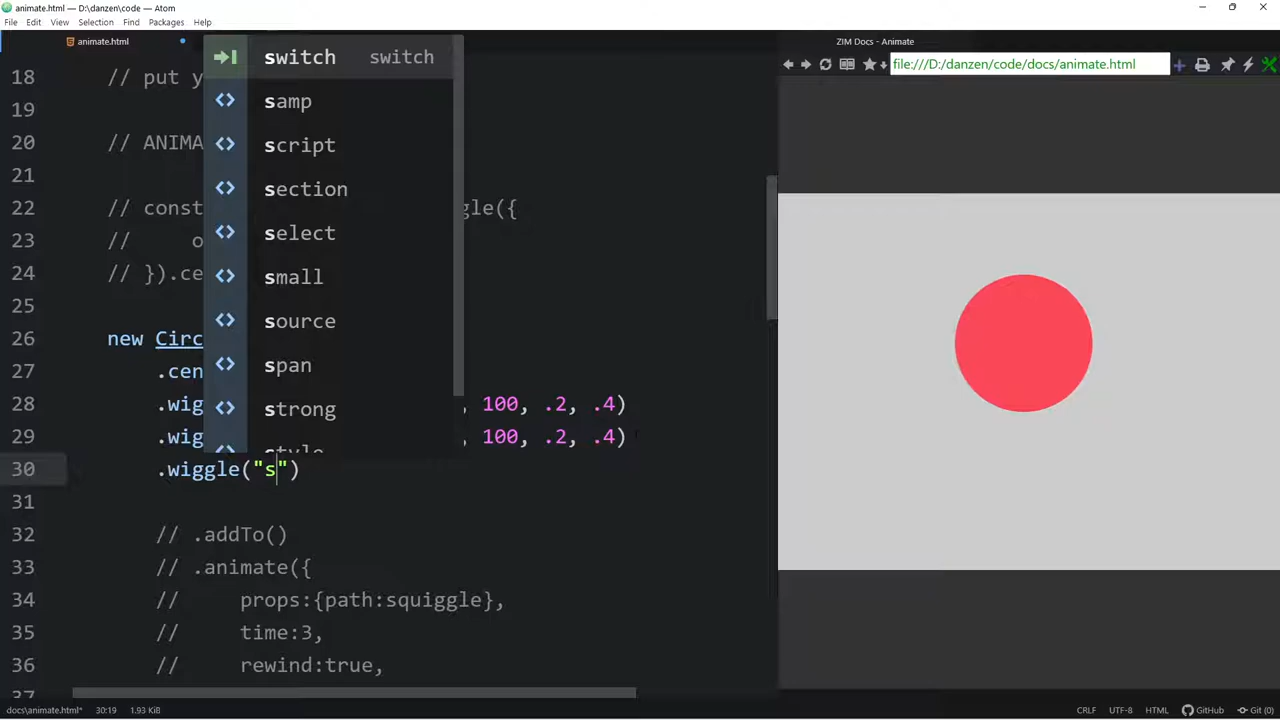 animate.html — D:\danzen\code — Atom
File Edit View Selection Find Packages Help
animate.html
18 // put y
19
20 // ANIMA
21
22 // const ggle({
23 // o
24 // }).ce
25
26 new Circ
27 .cen
28 .wig , 100, .2, .4)
29 .wig , 100, .2, .4)
30 .wiggle("s")
31
32 // .addTo()
33 // .animate({
34 // props:{path:squiggle},
35 // time:3,
36 // rewind:true,
37
switch switch
samp
script
section
select
small
source
span
strong
style
docs\animate.html* 30:19 1.93 KiB
CRLF UTF-8 HTML GitHub Git (0)
ZIM Docs - Animate
file:///D:/danzen/code/docs/animate.html